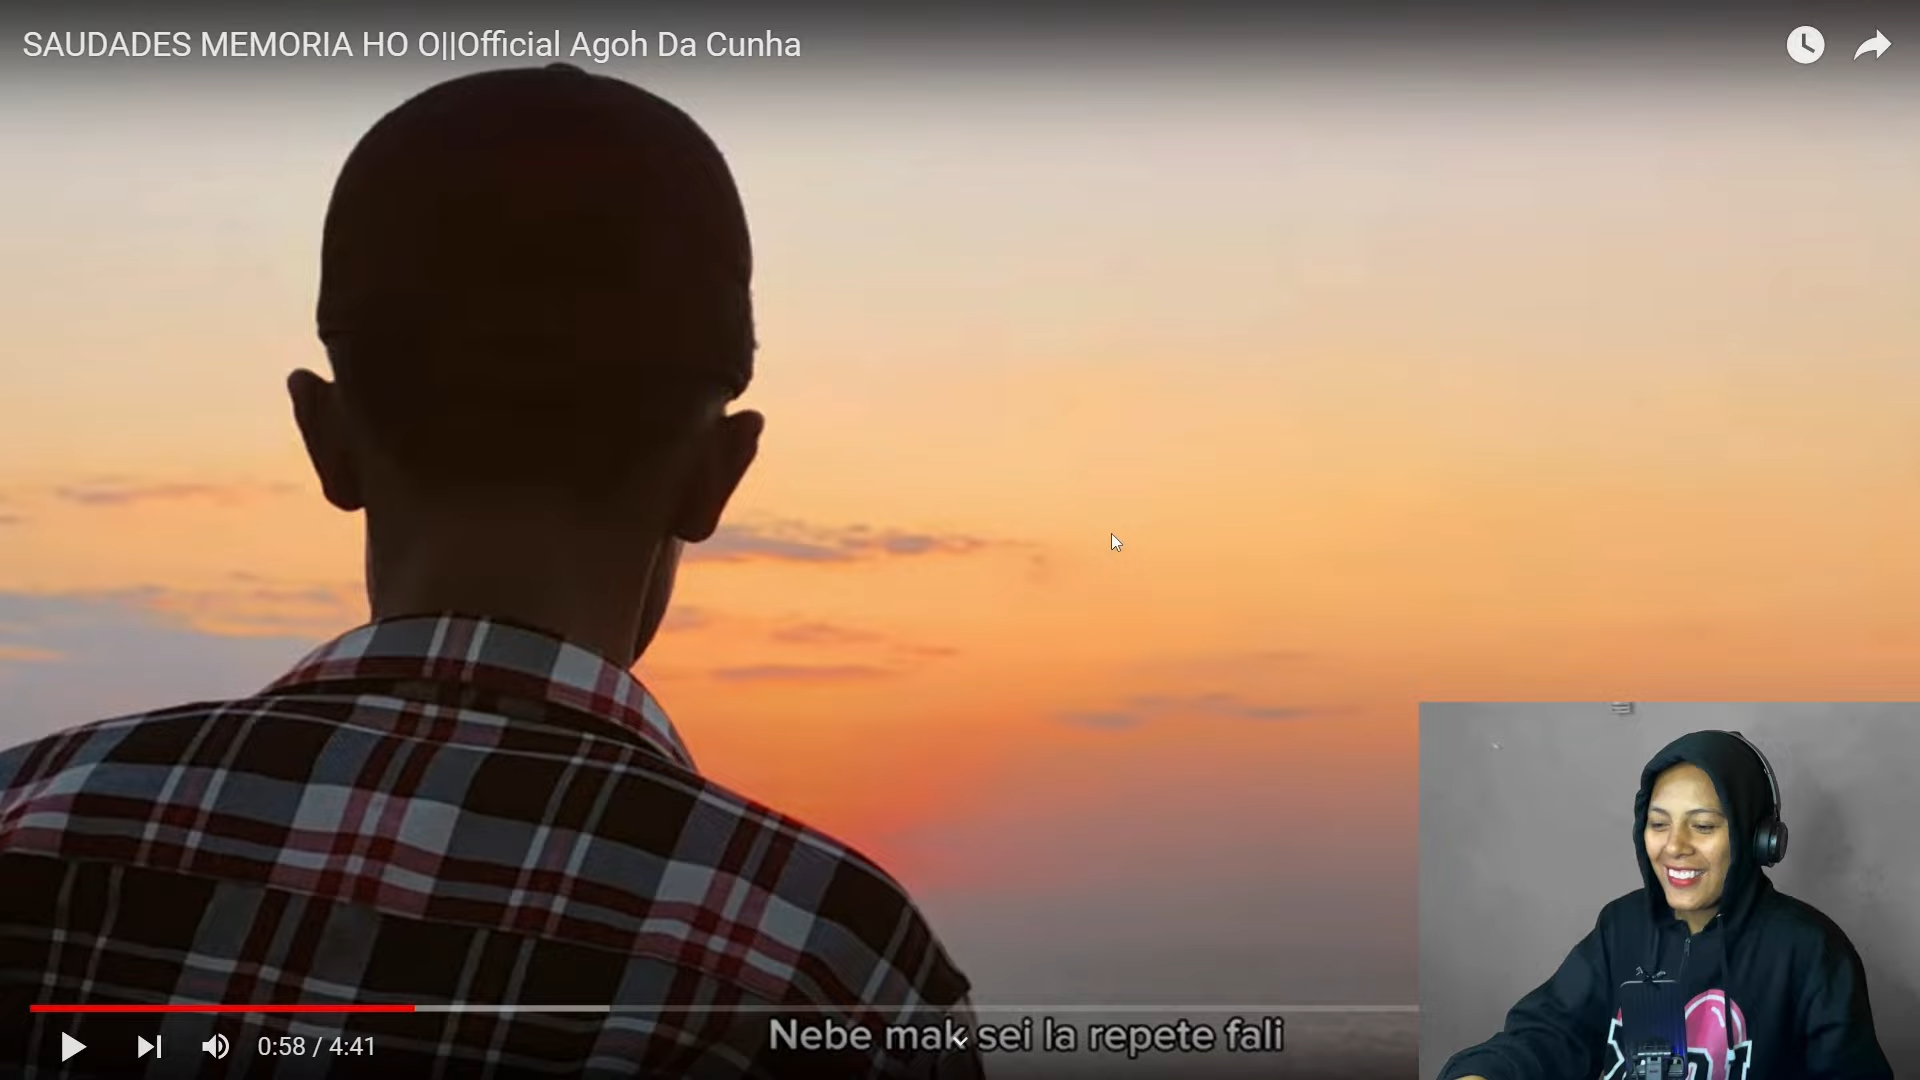 SAUDADES MEMORIA HO O||Official Agoh Da Cunha
Nebe mak sei la repete fali
0:58 / 4:41